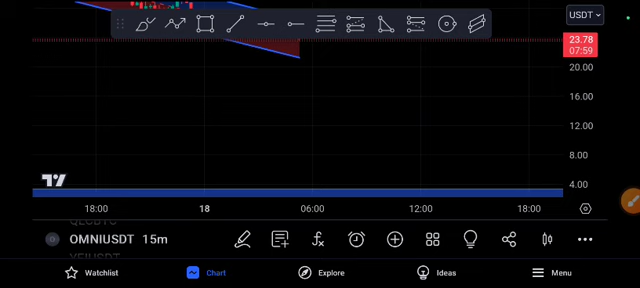 USDT
23.78
07:59
20.00
16.00
12.00
8.00
4.00
18:00 18 06:00 12:00 18:00
OMNIUSDT 15m
Watchlist Chart Explore Ideas Menu